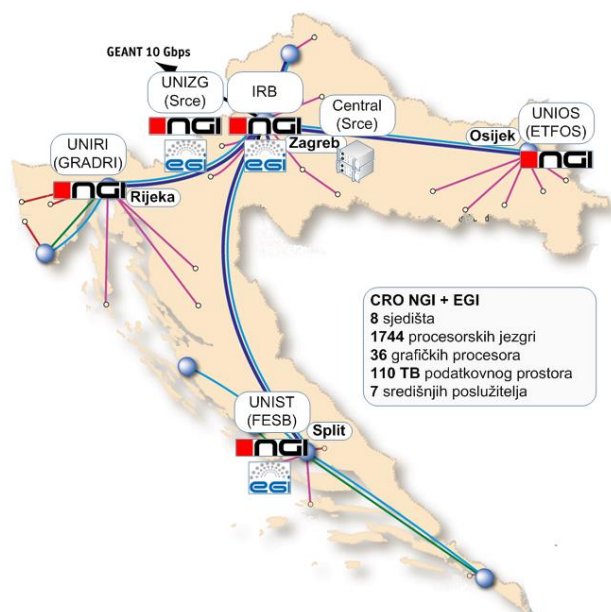 GEANT 10 Gbps
UNIZG
(Srce)
NGI
egi
IRB
NGI
egi
Zagreb
Central
(Srce)
Osijek
UNIOS
(ETFOS)
NGI
UNIRI
(GRADRI)
NGI
Rijeka
CRO NGI + EGI
8 sjedišta
1744 procesorskih jezgri
36 grafičkih procesora
110 TB podatkovnog prostora
7 središnjih poslužitelja
UNIST
(FESB)
NGI
egi
Split